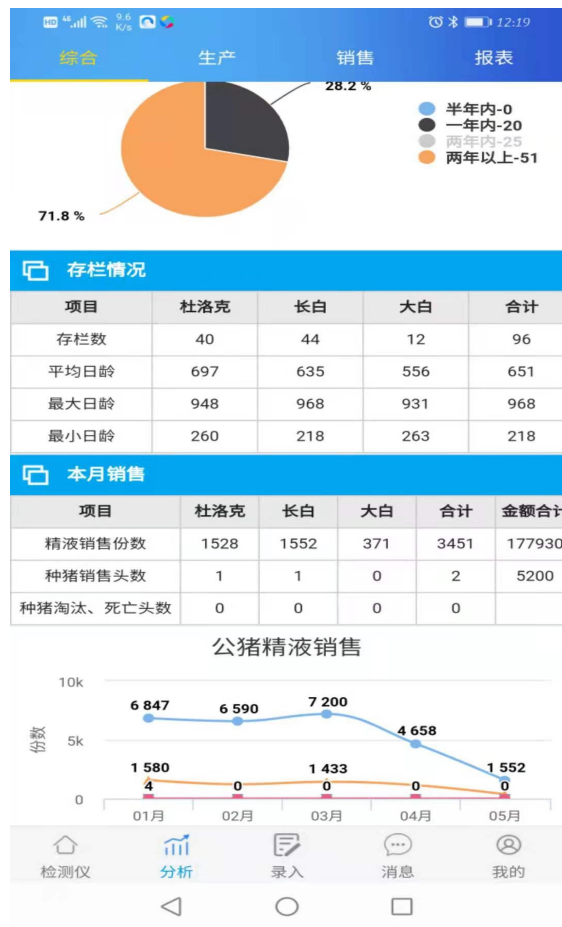 HD 46 9.6 K/s 12:19
综合 生产 销售 报表
28.2 %
半年内-0
一年内-20
两年内-25
两年以上-51
71.8 %
存栏情况
项目 杜洛克 长白 大白 合计
存栏数 40 44 12 96
平均日龄 697 635 556 651
最大日龄 948 968 931 968
最小日龄 260 218 263 218
本月销售
项目 杜洛克 长白 大白 合计 金额合计
精液销售份数 1528 1552 371 3451 177930
种猪销售头数 1 1 0 2 5200
种猪淘汰、死亡头数 0 0 0 0
公猪精液销售
10k
6 847 6 590 7 200 4 658
份数
5k
1 580 1 433 1 552
4 0 0 0 0
0
01月 02月 03月 04月 05月
检测仪 分析 录入 消息 我的